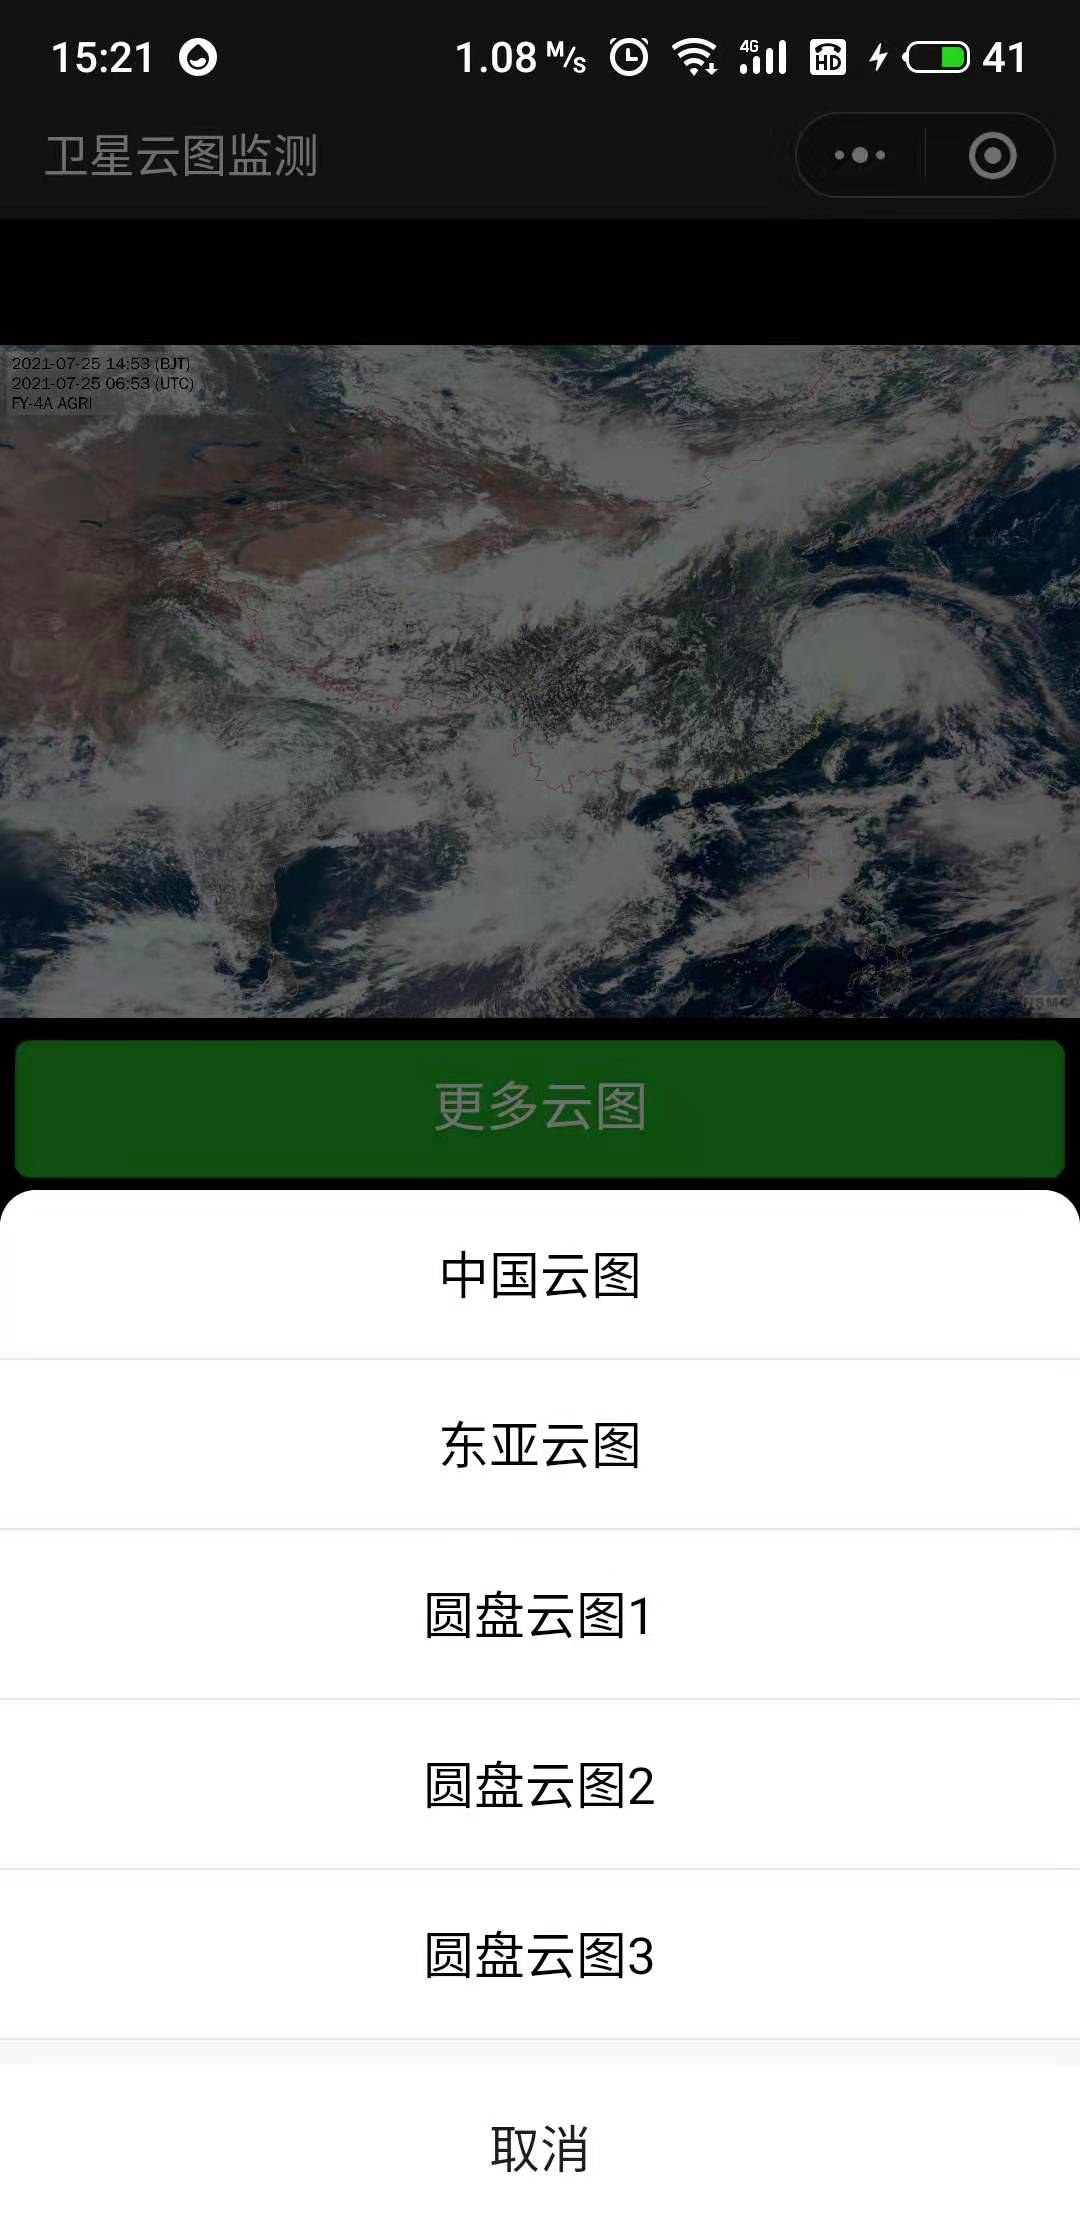 15:21 1.08 M/s 4G HD 41
卫星云图监测
2021-07-25 14:53 (BJT)
2021-07-25 06:53 (UTC)
FY-4A AGRI
NSMC
更多云图
中国云图
东亚云图
圆盘云图1
圆盘云图2
圆盘云图3
取消